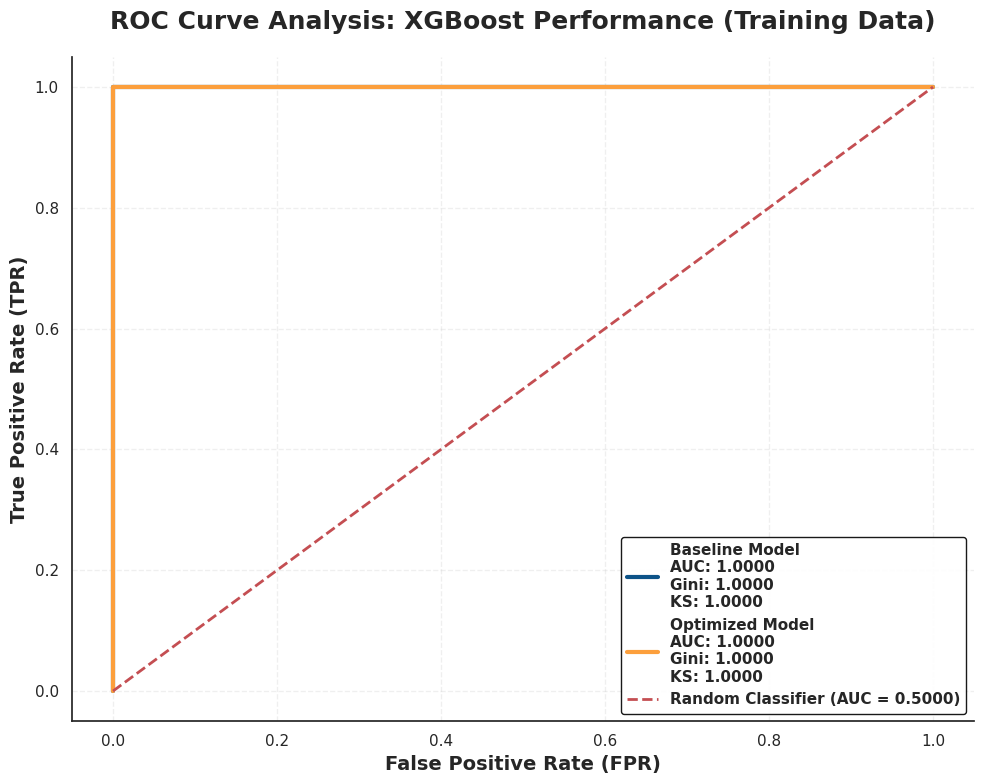 ROC Curve Analysis: XGBoost Performance (Training Data)
True Positive Rate (TPR)
1.0
0.8
0.6
0.4
0.2
0.0
Baseline Model
AUC: 1.0000
Gini: 1.0000
KS: 1.0000
Optimized Model
AUC: 1.0000
Gini: 1.0000
KS: 1.0000
Random Classifier (AUC = 0.5000)
0.0 0.2 0.4 0.6 0.8 1.0
False Positive Rate (FPR)